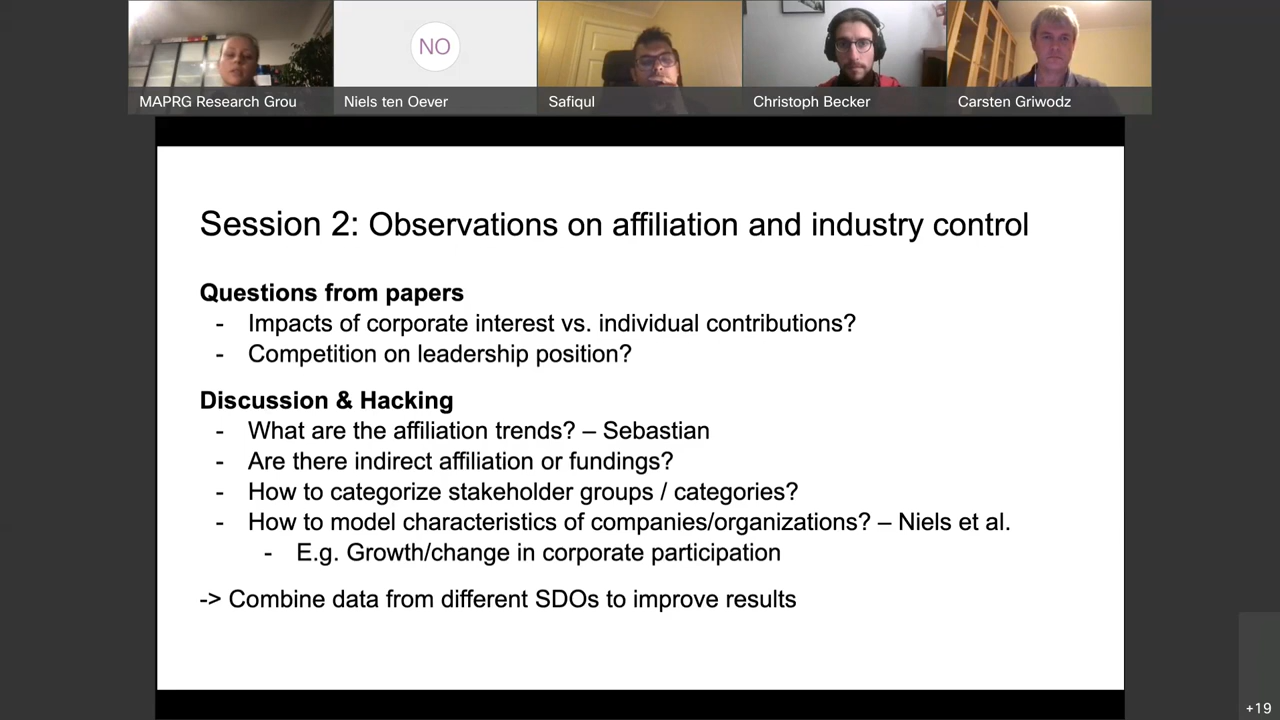 NO
MAPRG Research Grou
Niels ten Oever
Safiqul
Christoph Becker
Carsten Griwodz
Session 2: Observations on affiliation and industry control
Questions from papers
- Impacts of corporate interest vs. individual contributions?
- Competition on leadership position?
Discussion & Hacking
- What are the affiliation trends? – Sebastian
- Are there indirect affiliation or fundings?
- How to categorize stakeholder groups / categories?
- How to model characteristics of companies/organizations? – Niels et al.
- E.g. Growth/change in corporate participation
-> Combine data from different SDOs to improve results
+19